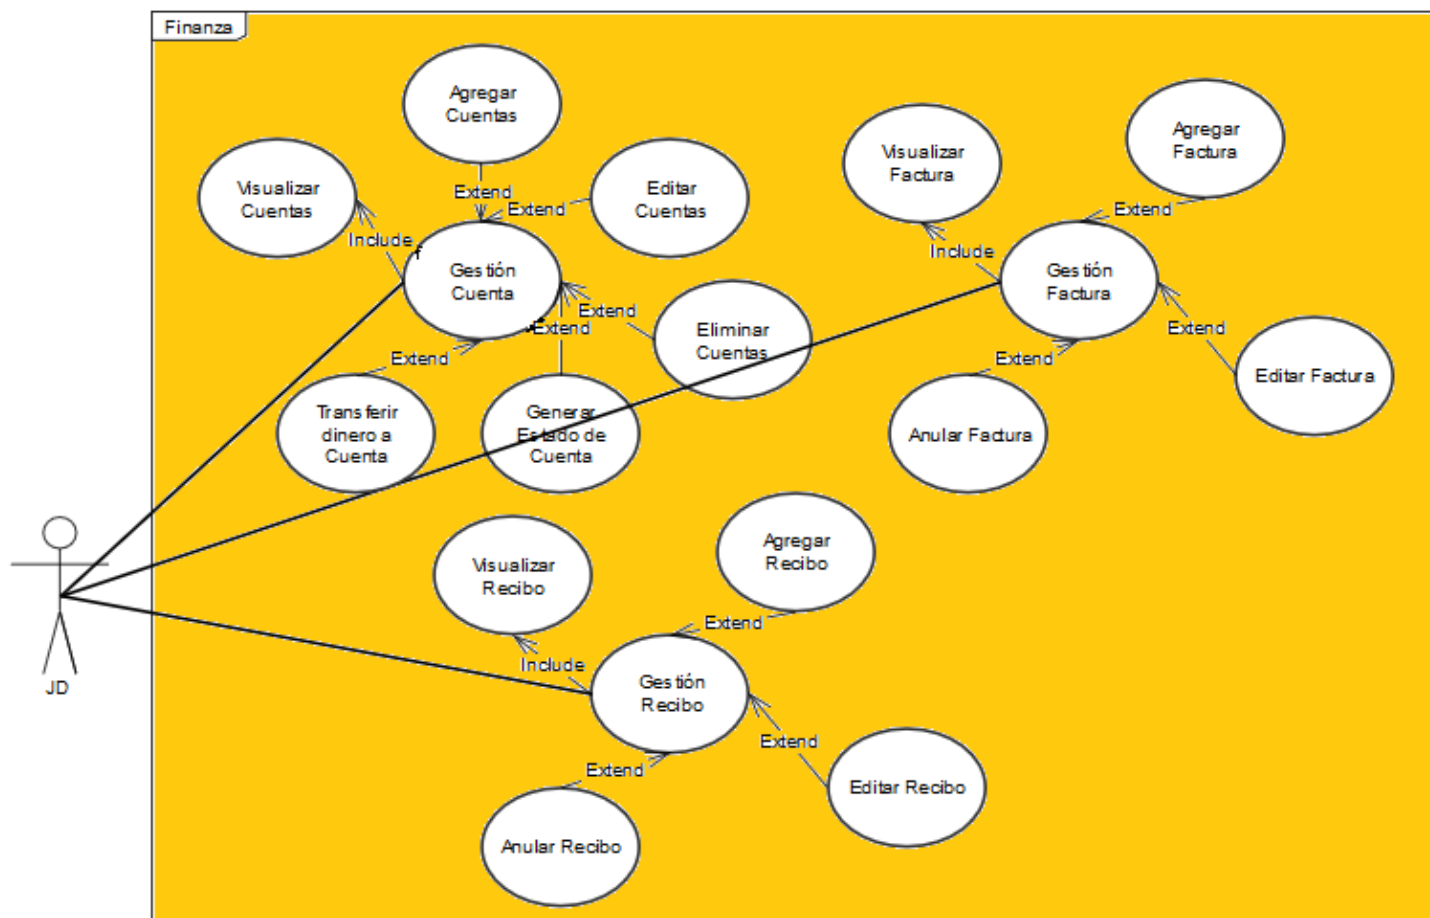 Finanza
Agregar
Cuentas
Visualizar
Cuentas
Extend
Editar
Cuentas
Extend
Include
Gestión
Cuenta
Extend
Extend
Eliminar
Cuentas
Extend
Transferir
dinero a
Cuenta
Generar
Estado de
Cuenta
Agregar
Factura
Visualizar
Factura
Extend
Include
Gestión
Factura
Extend
Extend
Editar Factura
Anular Factura
JD
Agregar
Recibo
Visualizar
Recibo
Extend
Include
Gestión
Recibo
Extend
Extend
Editar Recibo
Anular Recibo